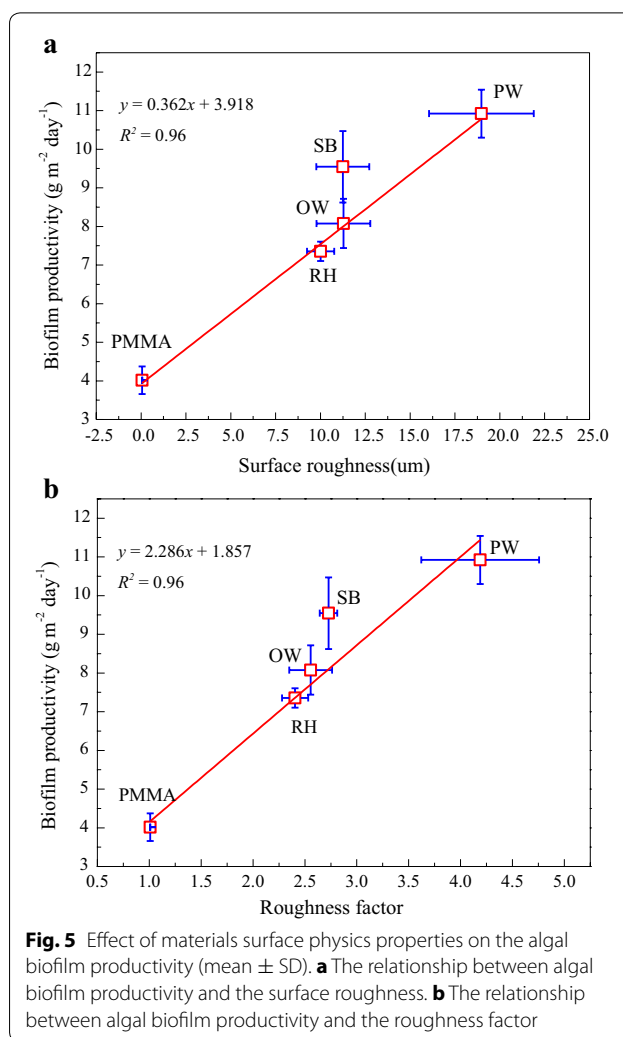 a
12
11
10
9
8
7
6
5
4
3
Biofilm productivity (g m⁻² day⁻¹)
y = 0.362x + 3.918
R² = 0.96
PW
SB
OW
RH
PMMA
-2.5 0.0 2.5 5.0 7.5 10.0 12.5 15.0 17.5 20.0 22.5 25.0
Surface roughness(um)
b
12
11
10
9
8
7
6
5
4
3
Biofilm productivity (g m⁻² day⁻¹)
y = 2.286x + 1.857
R² = 0.96
PW
SB
OW
RH
PMMA
0.5 1.0 1.5 2.0 2.5 3.0 3.5 4.0 4.5 5.0
Roughness factor
Fig. 5 Effect of materials surface physics properties on the algal
biofilm productivity (mean ± SD). a The relationship between algal
biofilm productivity and the surface roughness. b The relationship
between algal biofilm productivity and the roughness factor